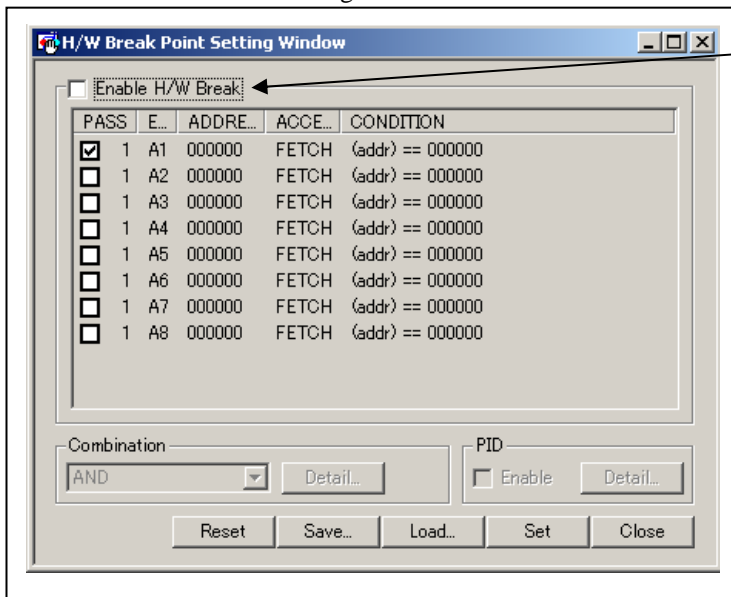 H/W Break Point Setting Window
Enable H/W Break
PASS E... ADDRE... ACCE... CONDITION
1 A1 000000 FETCH (addr) == 000000
1 A2 000000 FETCH (addr) == 000000
1 A3 000000 FETCH (addr) == 000000
1 A4 000000 FETCH (addr) == 000000
1 A5 000000 FETCH (addr) == 000000
1 A6 000000 FETCH (addr) == 000000
1 A7 000000 FETCH (addr) == 000000
1 A8 000000 FETCH (addr) == 000000
Combination
AND
Detail...
PID
Enable
Detail...
Reset Save... Load... Set Close